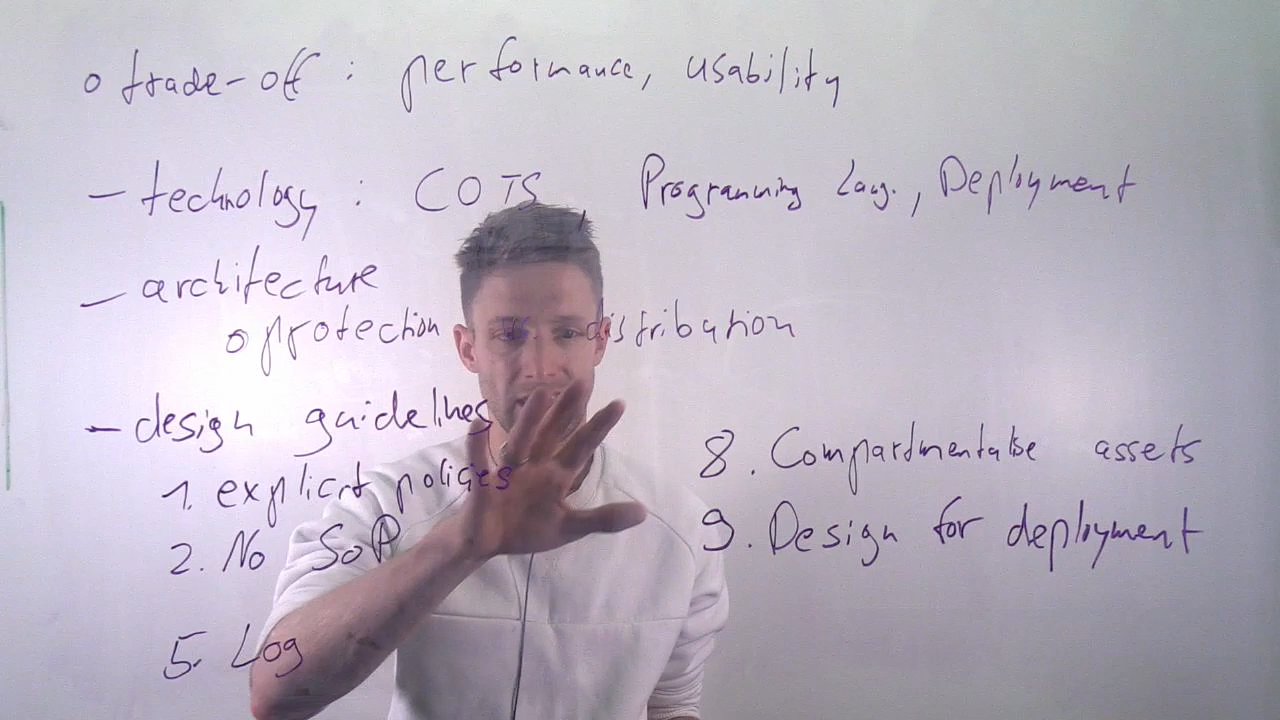 o trade-off : performance, usability
- technology : COTS, Programming Lang., Deployment
- architecture
o protection vs distribution
- design guidelines
1. explicit policies
2. No SoP
5. Log
8. Compartmentalise assets
9. Design for deployment